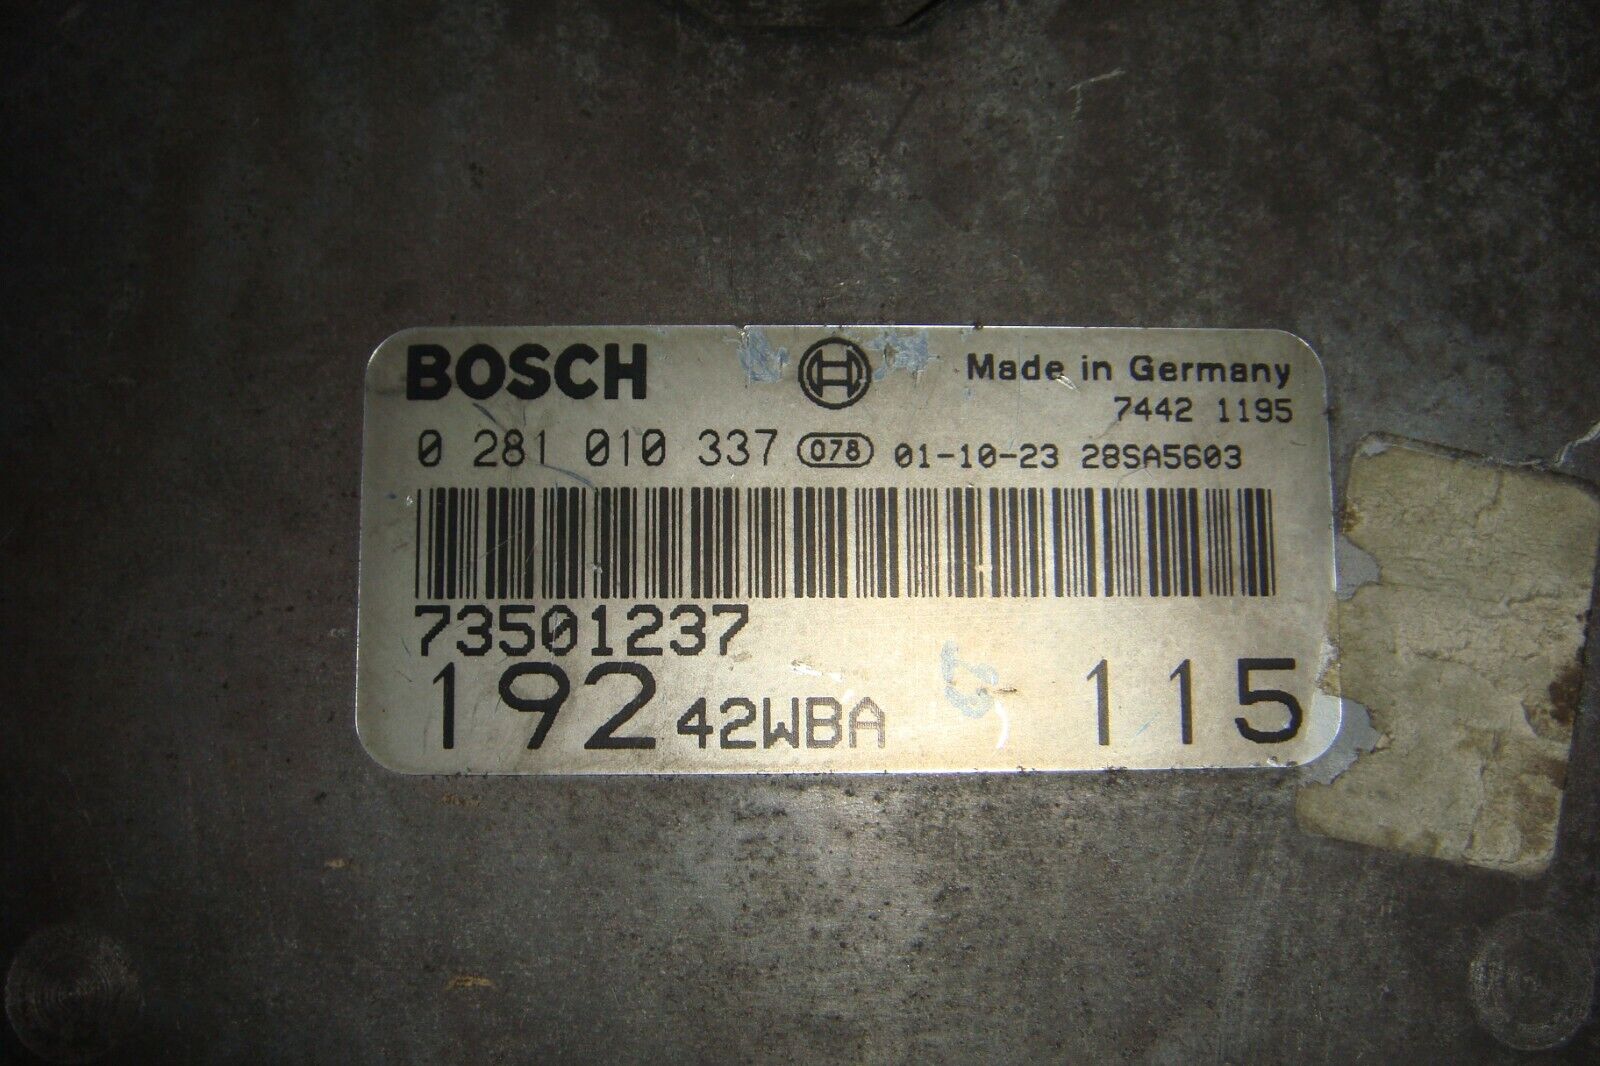 BOSCH Made in Germany
7442 1195
0 281 010 337 078 01-10-23 28SA5603
73501237
192 42WBA 115